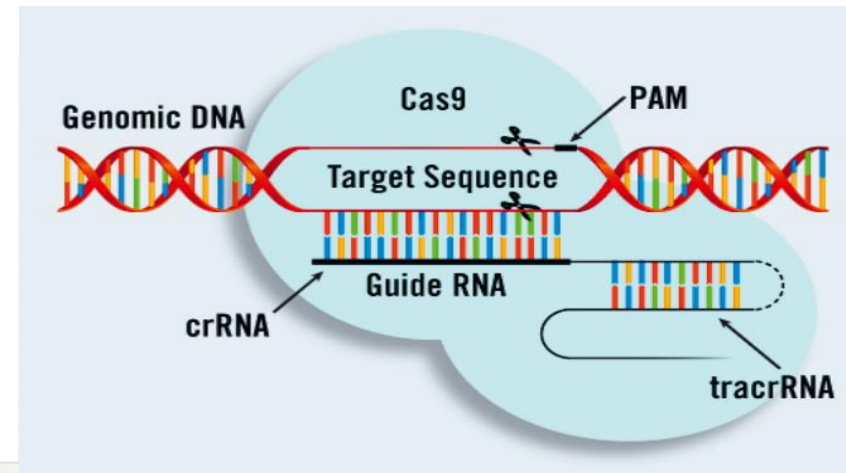 Cas9
PAM
Genomic DNA
Target Sequence
Guide RNA
crRNA
tracrRNA